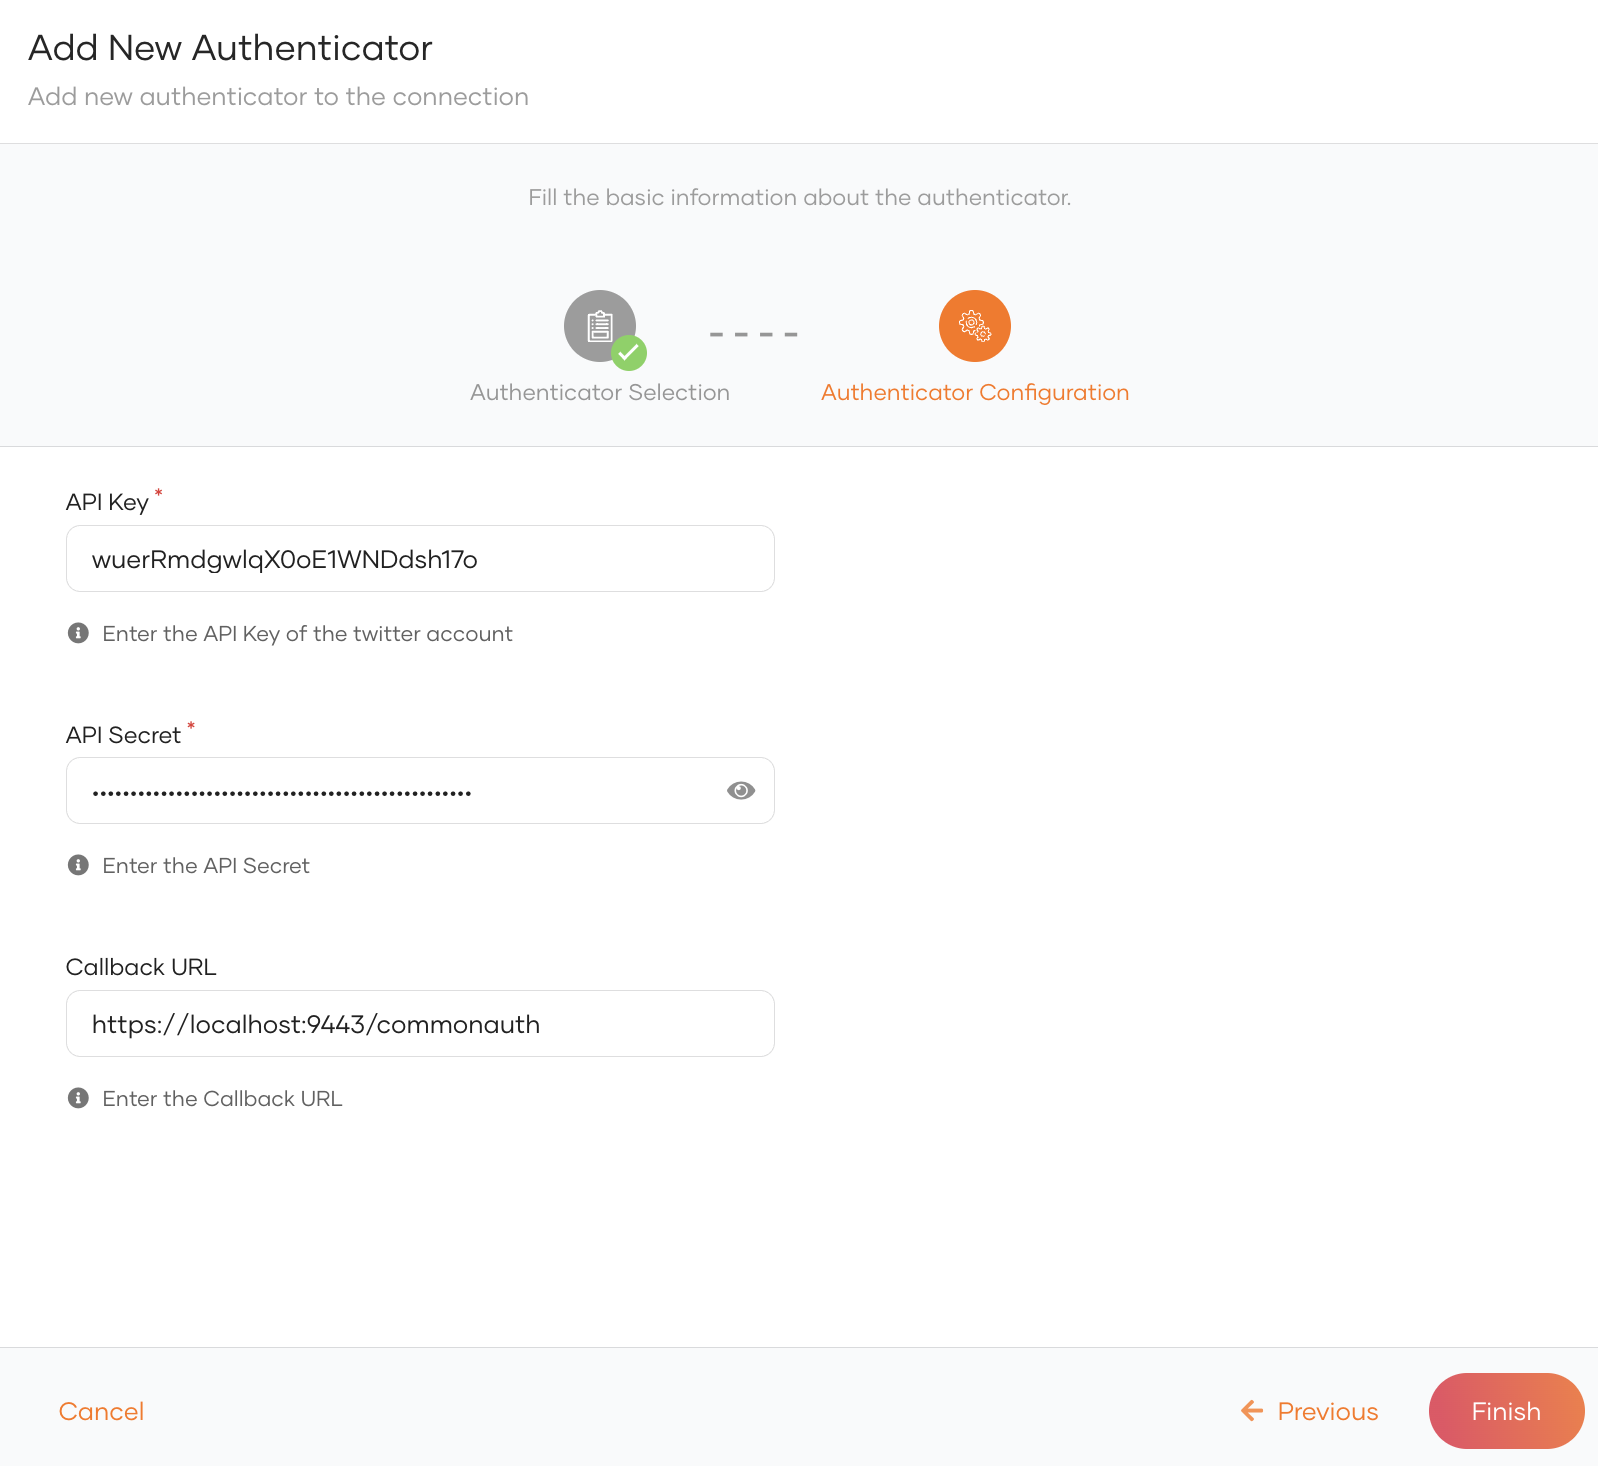 Add New Authenticator
Add new authenticator to the connection
Fill the basic information about the authenticator.
Authenticator Selection
Authenticator Configuration
API Key *
wuerRmdgwlqX0oE1WNDdsh17o
Enter the API Key of the twitter account
API Secret *
••••••••••••••••••••••••••••••••••••••••••••••••••
Enter the API Secret
Callback URL
https://localhost:9443/commonauth
Enter the Callback URL
Cancel
Previous
Finish